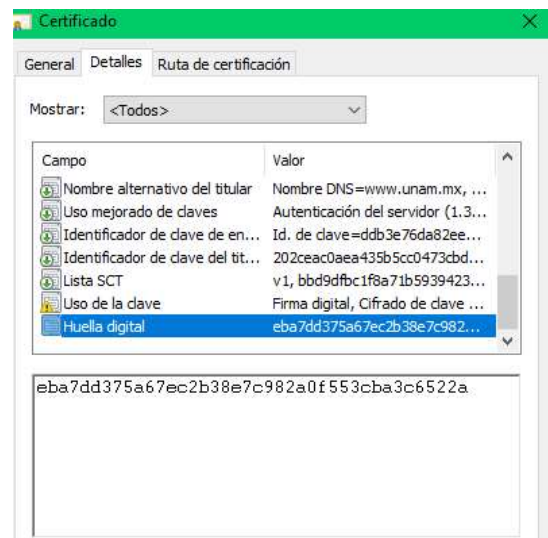 Certificado
General Detalles Ruta de certificación
Mostrar: <Todos>
Campo Valor
Nombre alternativo del titular Nombre DNS=www.unam.mx, ...
Uso mejorado de claves Autenticación del servidor (1.3...
Identificador de clave de en... Id. de clave=ddb3e76da82ee...
Identificador de clave del tit... 202ceac0aea435b5cc0473cbd...
Lista SCT v1, bbd9dfbc1f8a71b5939423...
Uso de la clave Firma digital, Cifrado de clave ...
Huella digital eba7dd375a67ec2b38e7c982...
eba7dd375a67ec2b38e7c982a0f553cba3c6522a